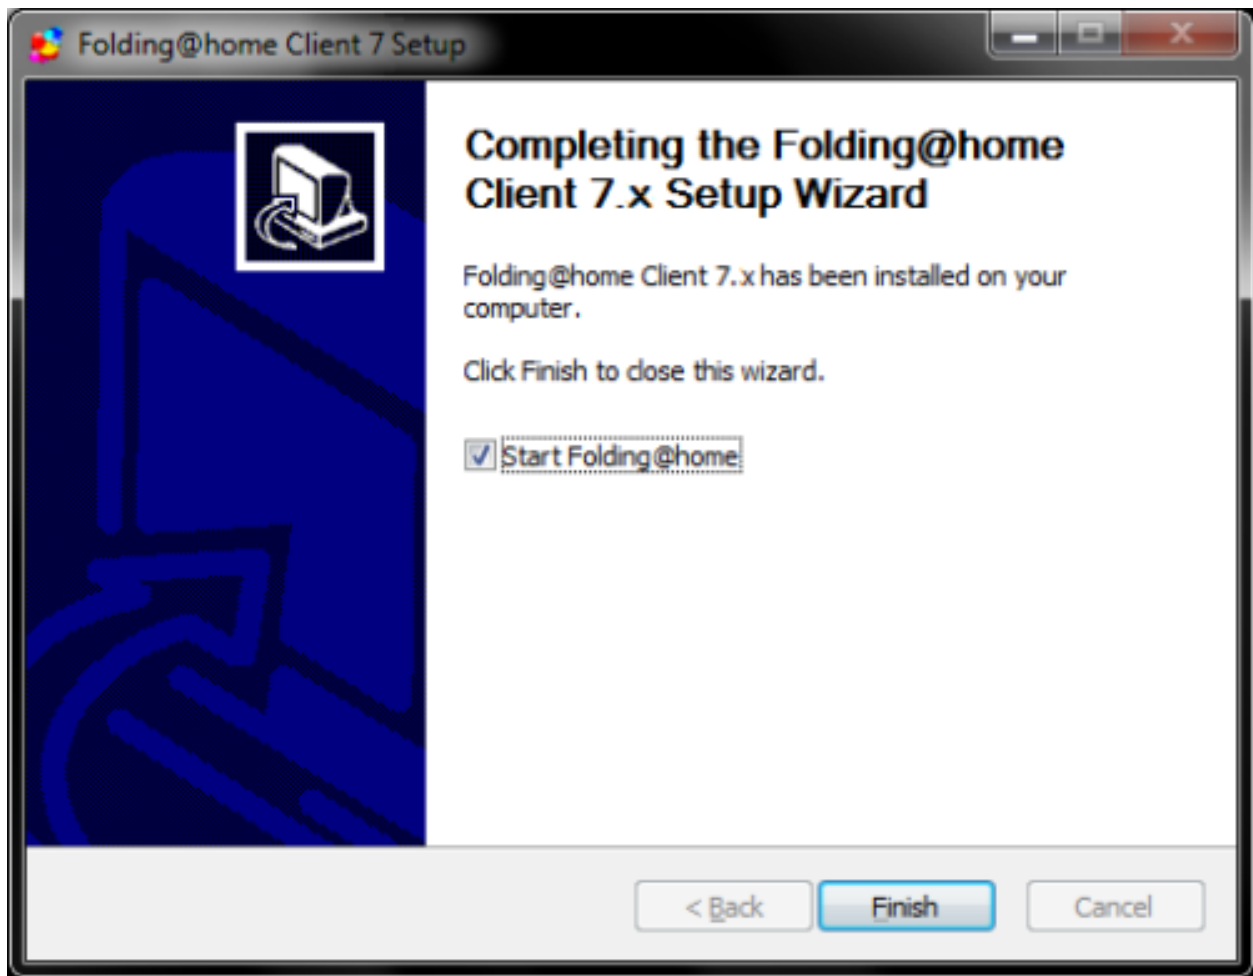 Folding@home Client 7 Setup
Completing the Folding@home
Client 7.x Setup Wizard
Folding@home Client 7.x has been installed on your
computer.
Click Finish to close this wizard.
Start Folding@home
< Back
Finish
Cancel